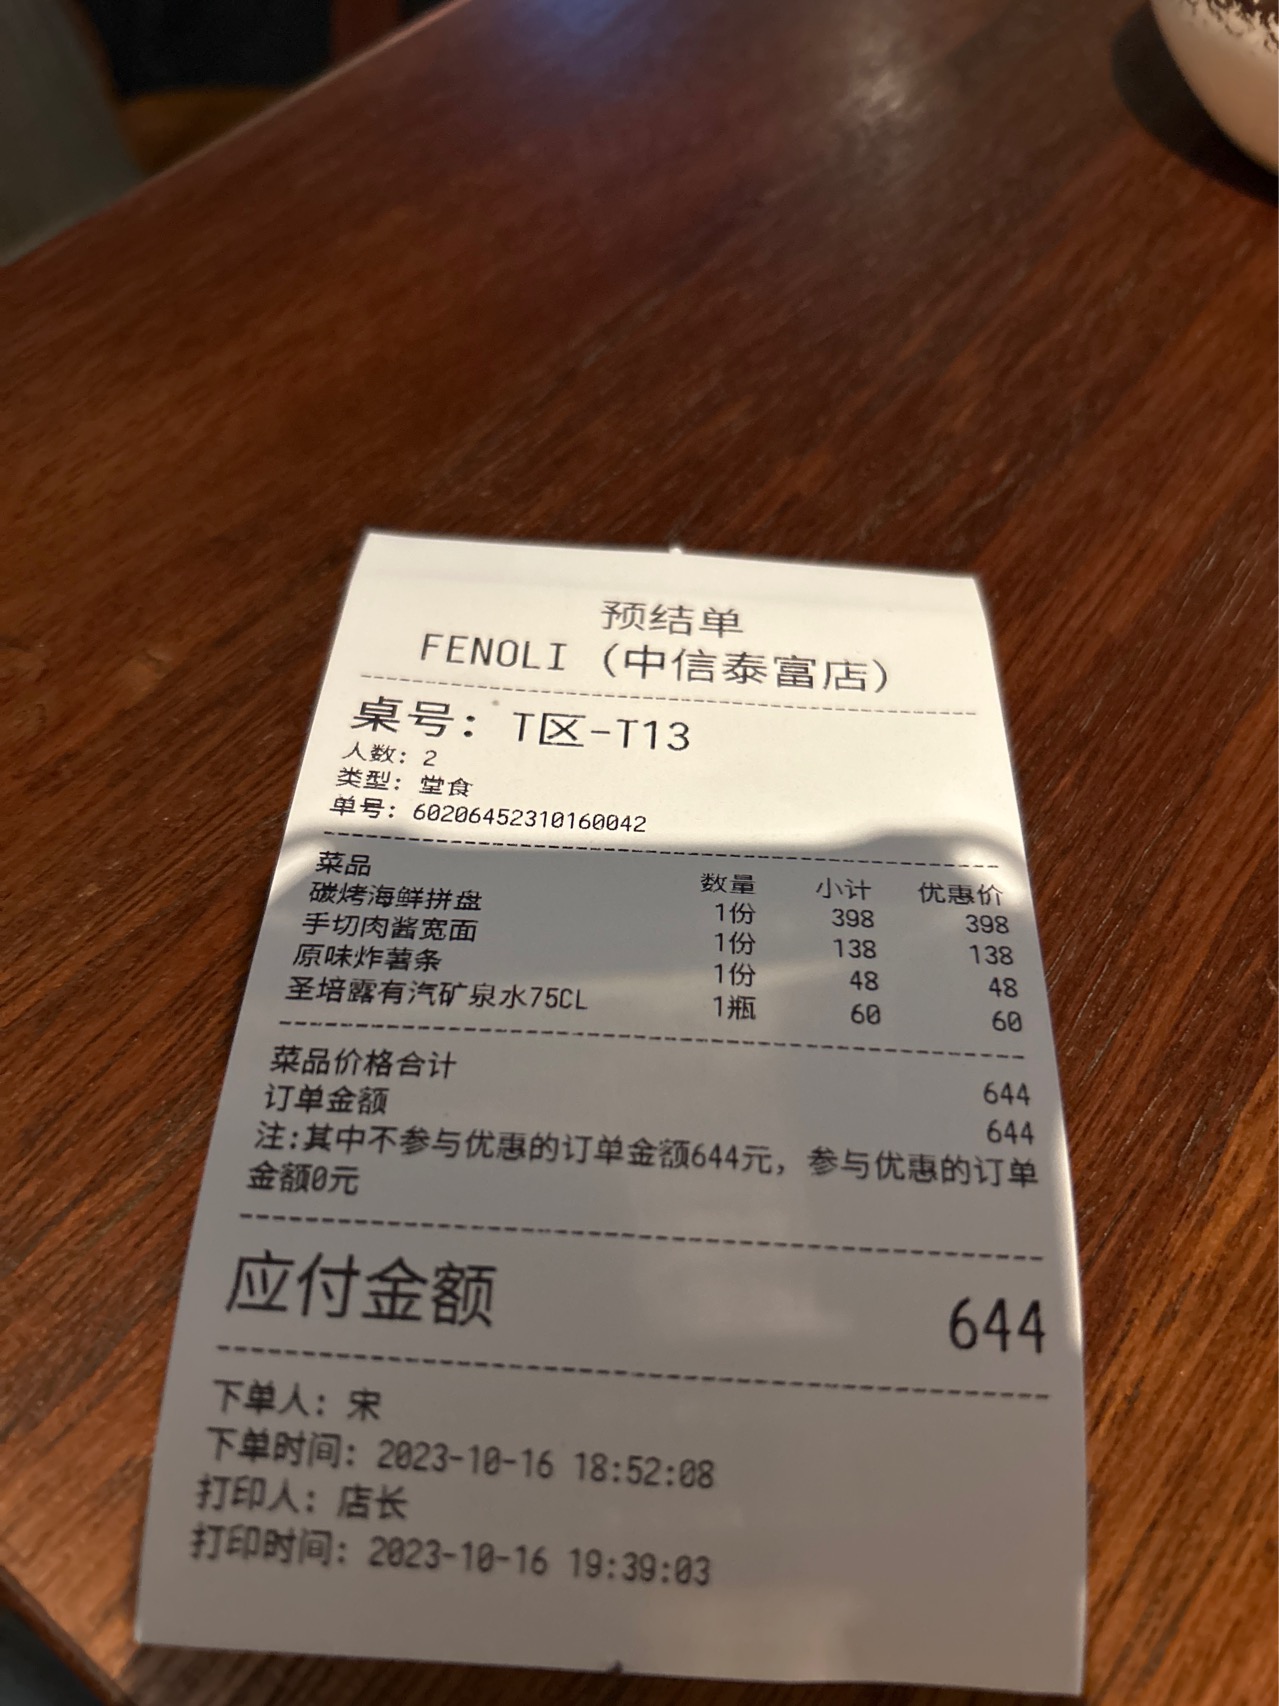 预结单
FENOLI (中信泰富店)
桌号: T区-T13
人数: 2
类型: 堂食
单号: 60206452310160042
菜品 数量 小计 优惠价
碳烤海鲜拼盘 1份 398 398
手切肉酱宽面 1份 138 138
原味炸薯条 1份 48 48
圣培露有汽矿泉水75CL 1瓶 60 60
菜品价格合计 644
订单金额 644
注:其中不参与优惠的订单金额644元, 参与优惠的订单
金额0元
应付金额 644
下单人: 宋
下单时间: 2023-10-16 18:52:08
打印人: 店长
打印时间: 2023-10-16 19:39:03